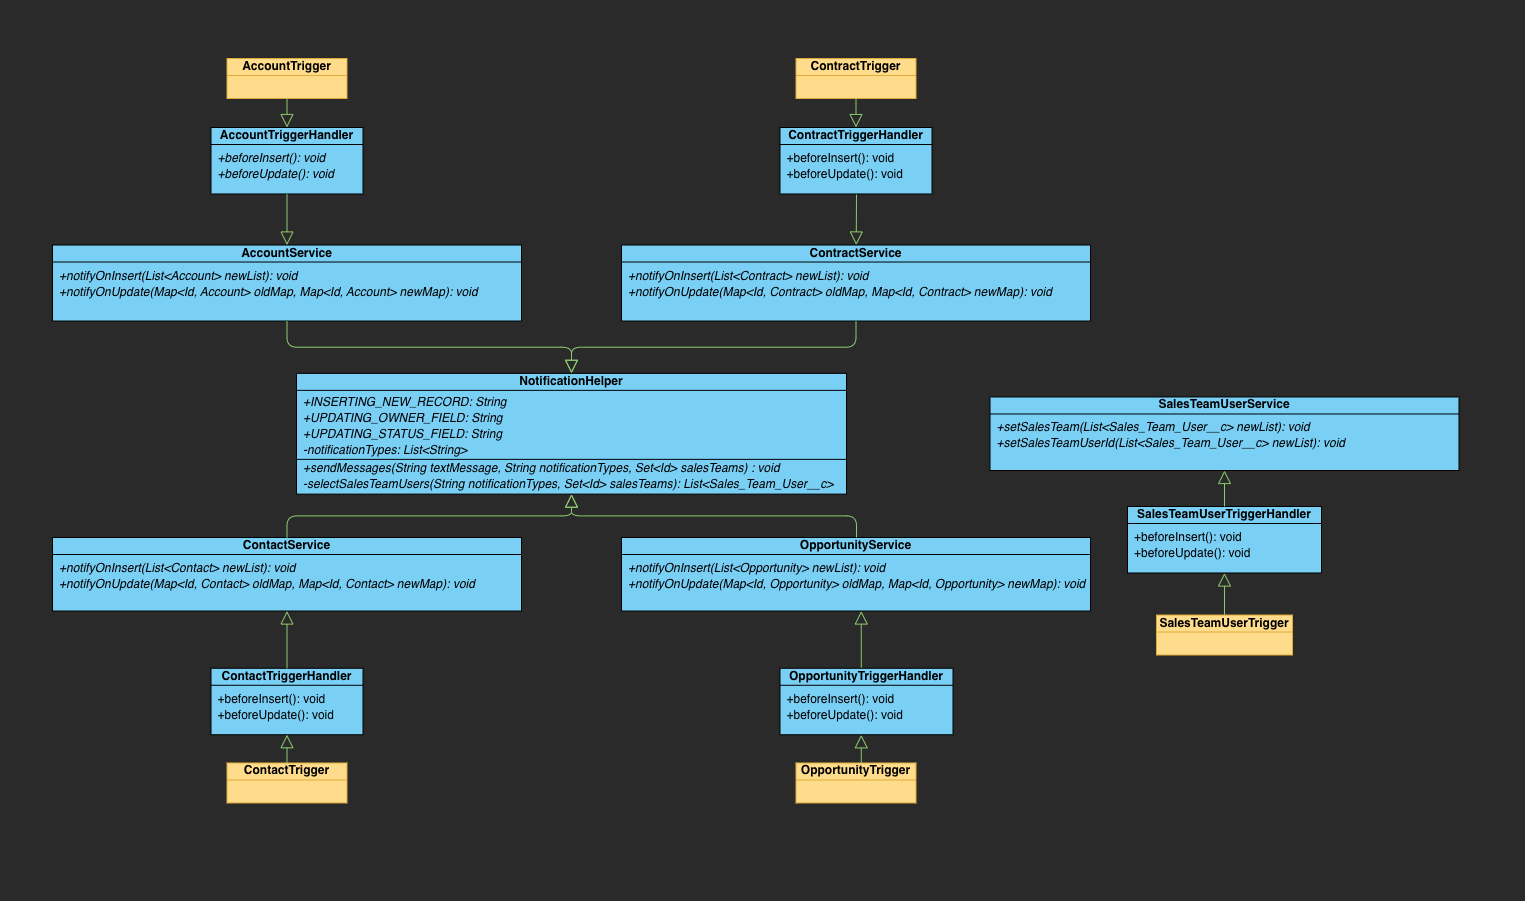 AccountTrigger
AccountTriggerHandler
+beforeInsert(): void
+beforeUpdate(): void
AccountService
+notifyOnInsert(List<Account> newList): void
+notifyOnUpdate(Map<Id, Account> oldMap, Map<Id, Account> newMap): void
ContractTrigger
ContractTriggerHandler
+beforeInsert(): void
+beforeUpdate(): void
ContractService
+notifyOnInsert(List<Contract> newList): void
+notifyOnUpdate(Map<Id, Contract> oldMap, Map<Id, Contract> newMap): void
NotificationHelper
+INSERTING_NEW_RECORD: String
+UPDATING_OWNER_FIELD: String
+UPDATING_STATUS_FIELD: String
-notificationTypes: List<String>
+sendMessages(String textMessage, String notificationTypes, Set<Id> salesTeams) : void
-selectSalesTeamUsers(String notificationTypes, Set<Id> salesTeams): List<Sales_Team_User__c>
SalesTeamUserService
+setSalesTeam(List<Sales_Team_User__c> newList): void
+setSalesTeamUserId(List<Sales_Team_User__c> newList): void
SalesTeamUserTriggerHandler
+beforeInsert(): void
+beforeUpdate(): void
SalesTeamUserTrigger
ContactService
+notifyOnInsert(List<Contact> newList): void
+notifyOnUpdate(Map<Id, Contact> oldMap, Map<Id, Contact> newMap): void
ContactTriggerHandler
+beforeInsert(): void
+beforeUpdate(): void
ContactTrigger
OpportunityService
+notifyOnInsert(List<Opportunity> newList): void
+notifyOnUpdate(Map<Id, Opportunity> oldMap, Map<Id, Opportunity> newMap): void
OpportunityTriggerHandler
+beforeInsert(): void
+beforeUpdate(): void
OpportunityTrigger